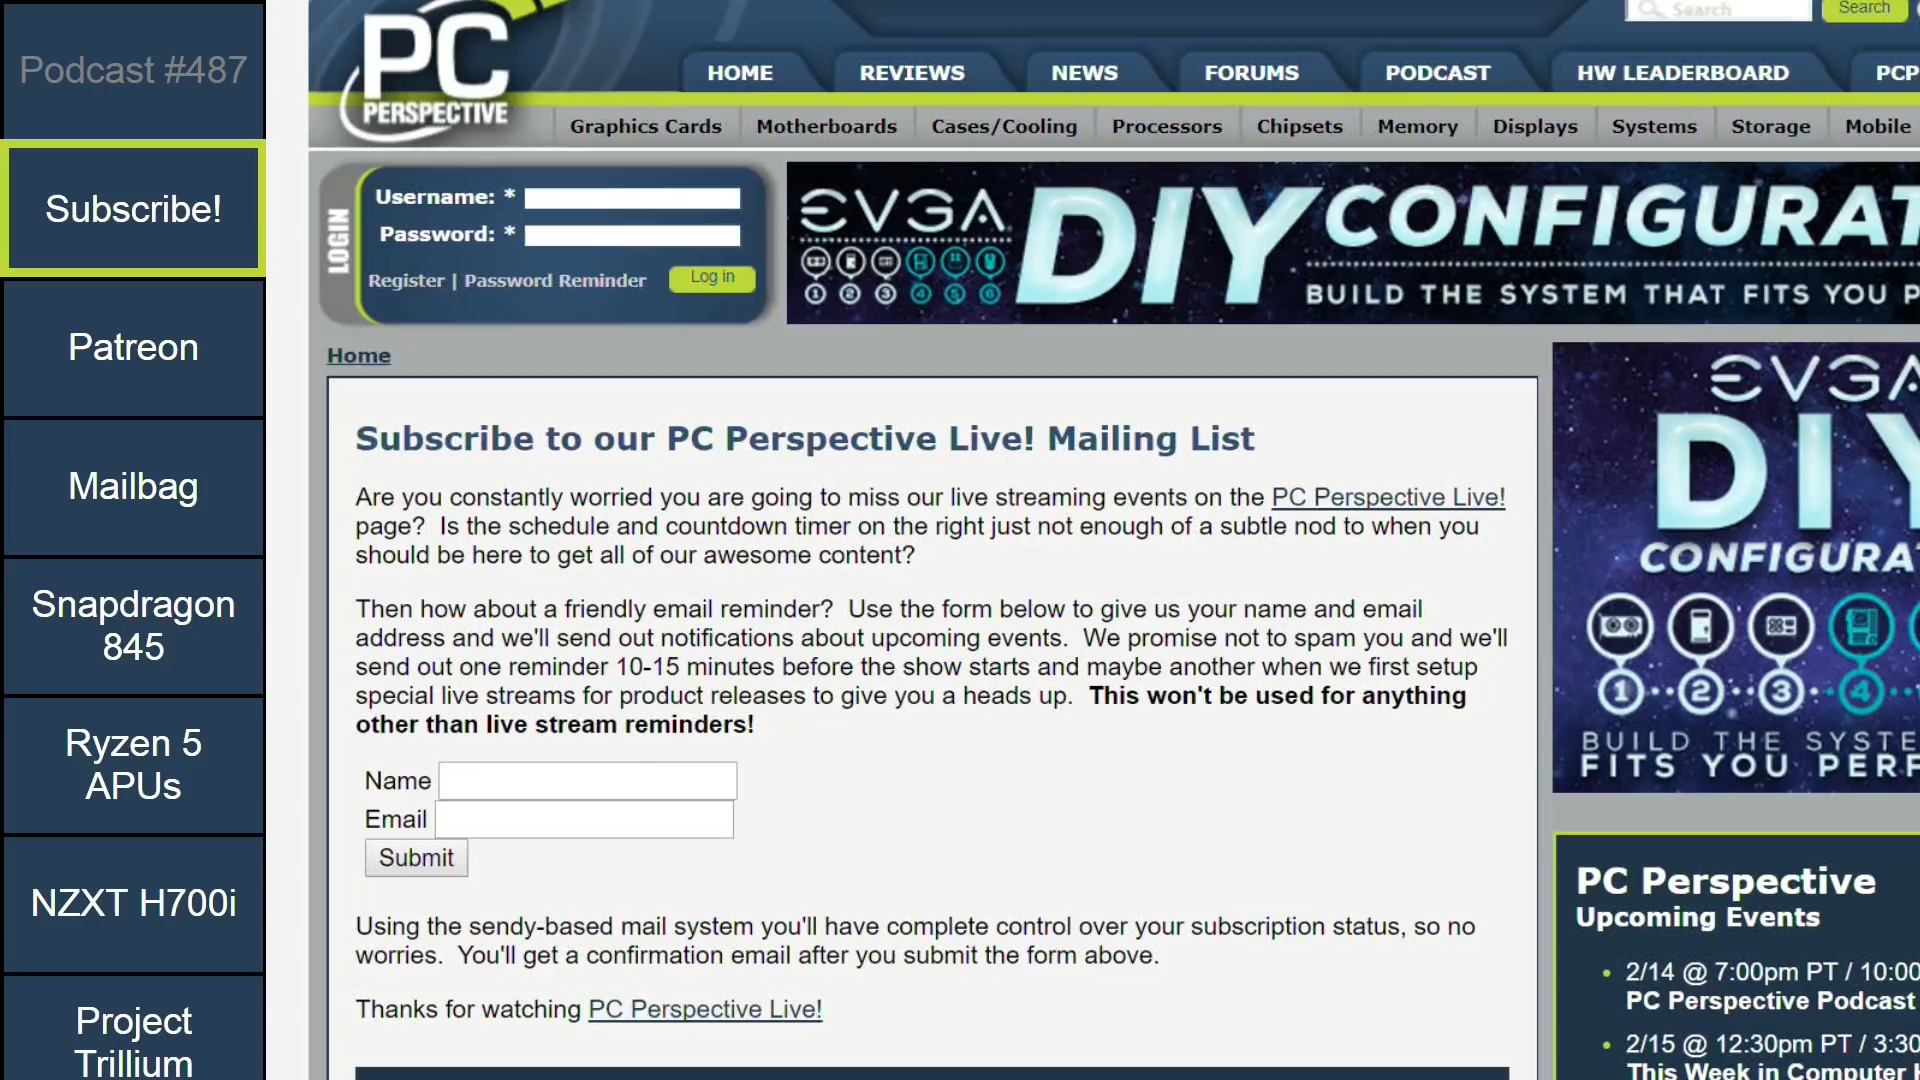 Podcast #487
Subscribe!
Patreon
Mailbag
Snapdragon
845
Ryzen 5
APUs
NZXT H700i
Project
Trillium
PC
PERSPECTIVE
Search
Search
HOME
REVIEWS
NEWS
FORUMS
PODCAST
HW LEADERBOARD
PCP
Graphics Cards
Motherboards
Cases/Cooling
Processors
Chipsets
Memory
Displays
Systems
Storage
Mobile
LOGIN
Username: *
Password: *
Register | Password Reminder
Log in
EVGA
1 2 3 4 5 6
DIY CONFIGURAT
BUILD THE SYSTEM THAT FITS YOU P
Home
Subscribe to our PC Perspective Live! Mailing List
Are you constantly worried you are going to miss our live streaming events on the PC Perspective Live!
page? Is the schedule and countdown timer on the right just not enough of a subtle nod to when you
should be here to get all of our awesome content?
Then how about a friendly email reminder? Use the form below to give us your name and email
address and we'll send out notifications about upcoming events. We promise not to spam you and we'll
send out one reminder 10-15 minutes before the show starts and maybe another when we first setup
special live streams for product releases to give you a heads up. This won't be used for anything
other than live stream reminders!
Name
Email
Submit
Using the sendy-based mail system you'll have complete control over your subscription status, so no
worries. You'll get a confirmation email after you submit the form above.
Thanks for watching PC Perspective Live!
EVGA
DIY
CONFIGURA
1 2 3 4
BUILD THE SYSTE
FITS YOU PERF
PC Perspective
Upcoming Events
2/14 @ 7:00pm PT / 10:00
PC Perspective Podcast
2/15 @ 12:30pm PT / 3:30
This Week in Computer H